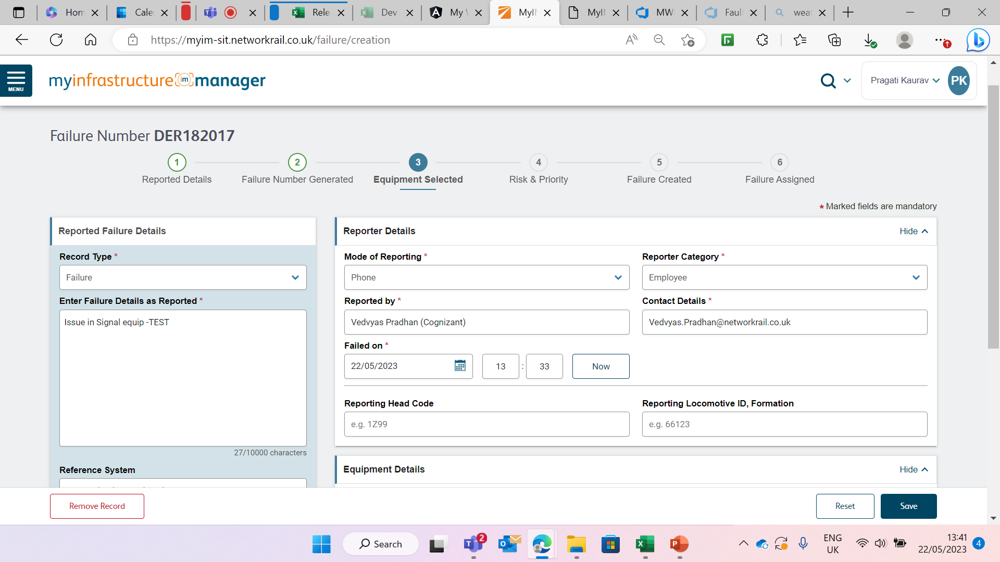 Hom
Cale
Rele
Dev
My
MyI
MyI
MW
Faul
wea
https://myim-sit.networkrail.co.uk/failure/creation
MENU
myinfrastructure im manager
Pragati Kaurav
PK
Failure Number DER182017
1
2
3
4
5
6
Reported Details
Failure Number Generated
Equipment Selected
Risk & Priority
Failure Created
Failure Assigned
* Marked fields are mandatory
Reported Failure Details
Record Type *
Failure
Enter Failure Details as Reported *
Issue in Signal equip -TEST
27/10000 characters
Reference System
Reporter Details
Hide
Mode of Reporting *
Reporter Category *
Phone
Employee
Reported by *
Contact Details *
Vedvyas Pradhan (Cognizant)
Vedvyas.Pradhan@networkrail.co.uk
Failed on *
22/05/2023
13 : 33
Now
Reporting Head Code
Reporting Locomotive ID, Formation
e.g. 1Z99
e.g. 66123
Equipment Details
Hide
Remove Record
Reset
Save
Search
2
ENG
UK
13:41
22/05/2023
4